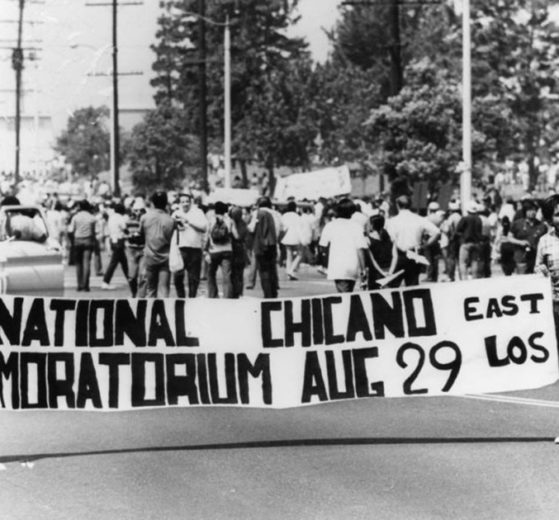 NATIONAL CHICANO EAST
MORATORIUM AUG 29 LOS